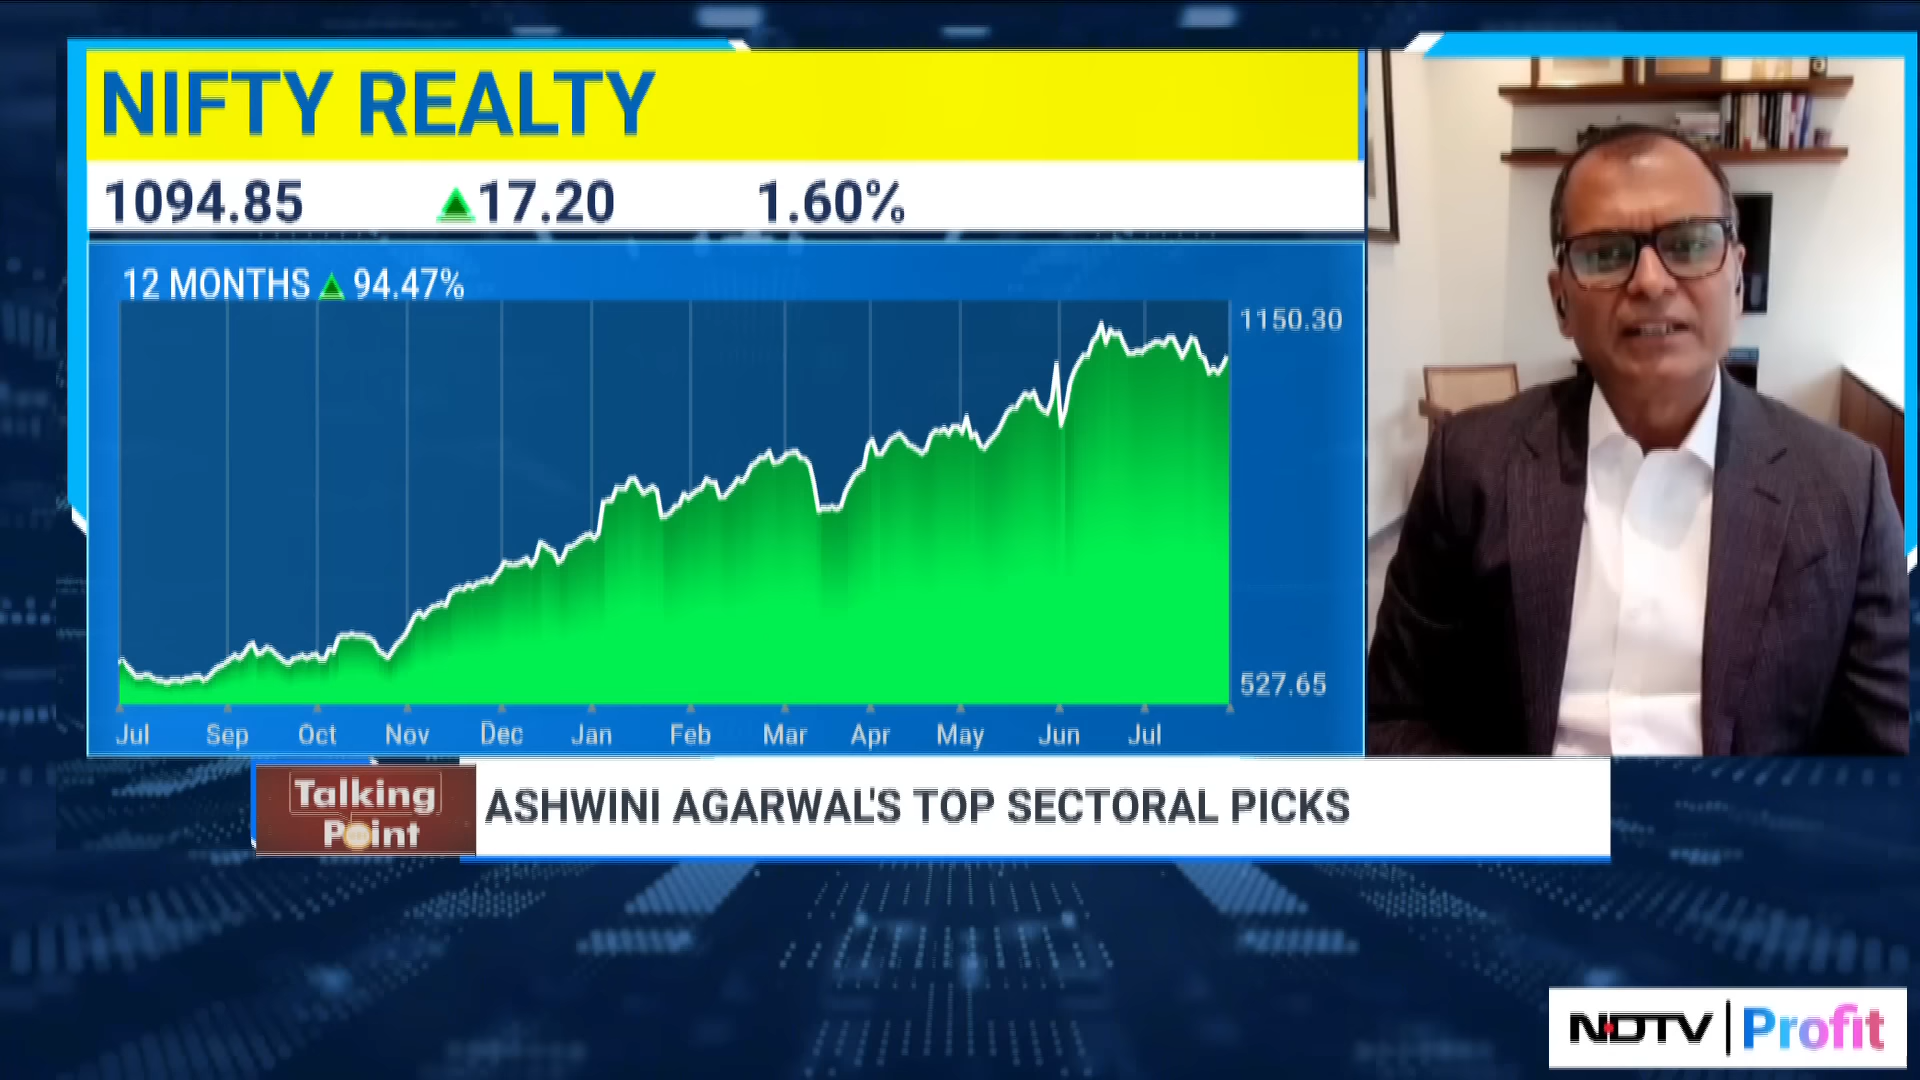 NIFTY REALTY
1094.85 ▲17.20 1.60%
12 MONTHS ▲ 94.47%
1150.30
527.65
Jul Sep Oct Nov Dec Jan Feb Mar Apr May Jun Jul
Talking
Point
ASHWINI AGARWAL'S TOP SECTORAL PICKS
NDTV Profit